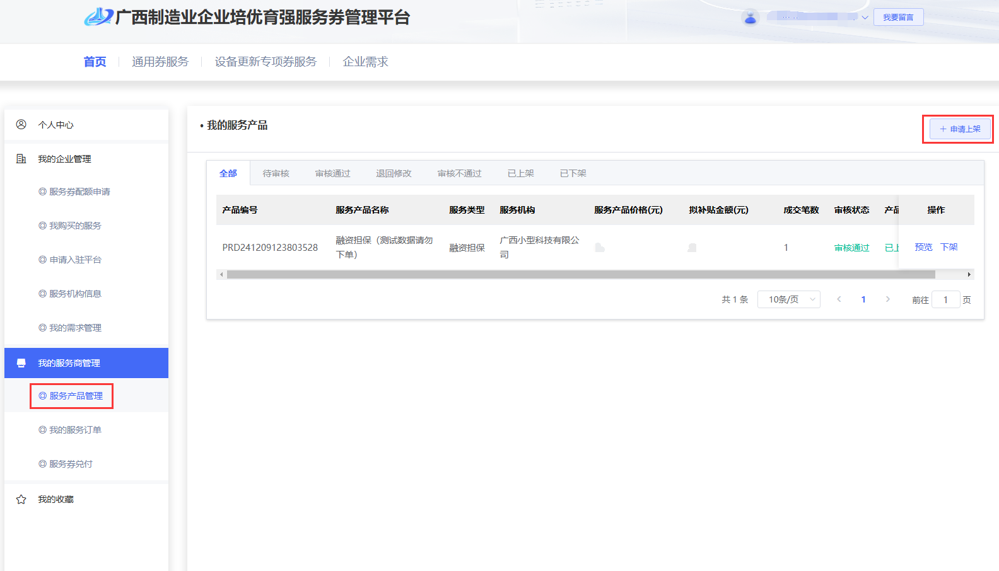 广西制造业企业培优育强服务券管理平台
我要留言
首页 通用券服务 设备更新专项券服务 企业需求
个人中心
我的企业管理
服务券配额申请
我购买的服务
申请入驻平台
服务机构信息
我的需求管理
我的服务商管理
服务产品管理
我的服务订单
服务券兑付
我的收藏
• 我的服务产品
+ 申请上架
全部 待审核 审核通过 退回修改 审核不通过 已上架 已下架
产品编号 服务产品名称 服务类型 服务机构 服务产品价格(元) 拟补贴金额(元) 成交笔数 审核状态 产品 操作
PRD241209123803528 融资担保（测试数据请勿下单） 融资担保 广西小型科技有限公司 1 审核通过 已上 预览 下架
共 1 条 10条/页 1 前往 1 页